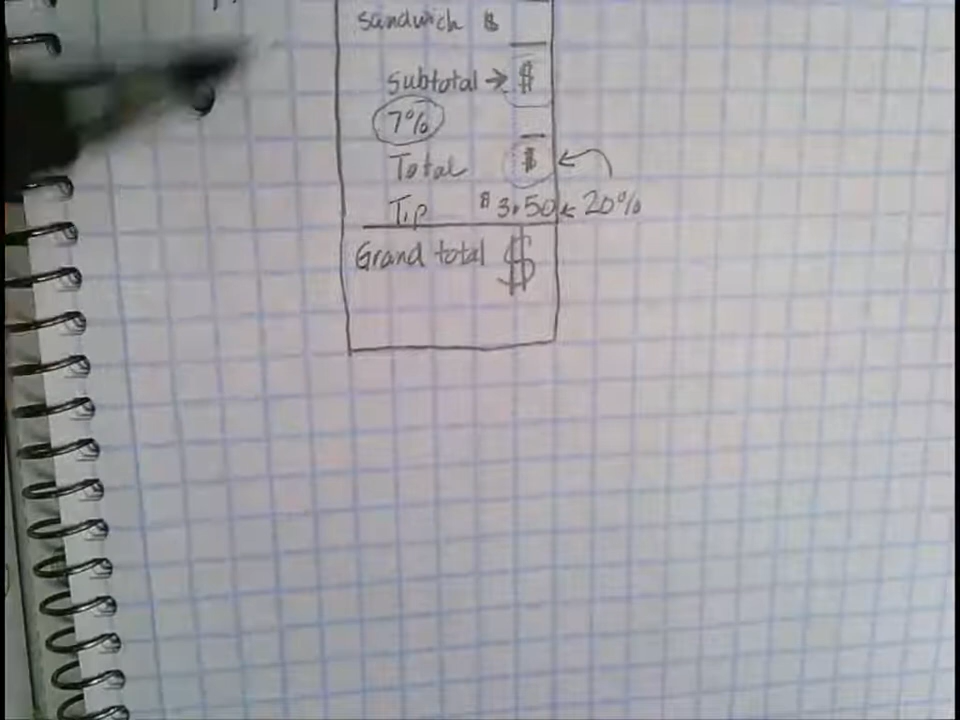 sandwich $
Subtotal → $
7%
Total $
Tip $3.50 ← 20%
Grand total $